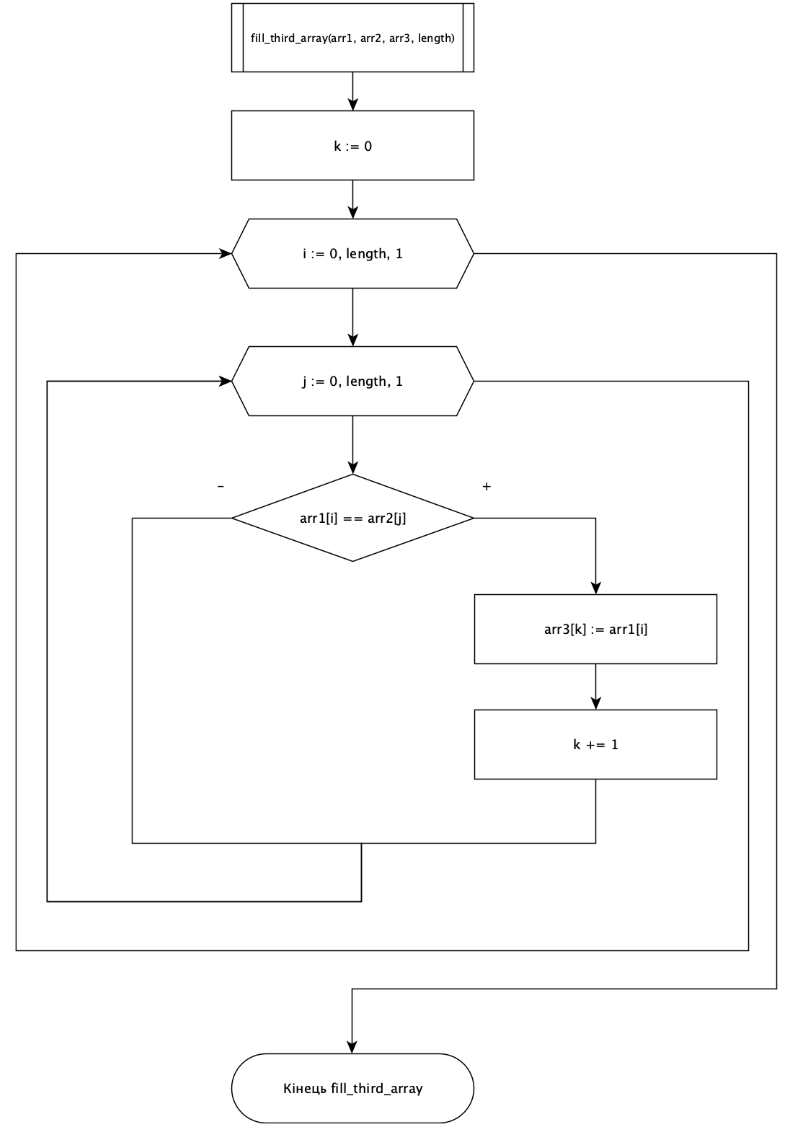 fill_third_array(arr1, arr2, arr3, length)
k := 0
i := 0, length, 1
j := 0, length, 1
–
+
arr1[i] == arr2[j]
arr3[k] := arr1[i]
k += 1
Кінець fill_third_array